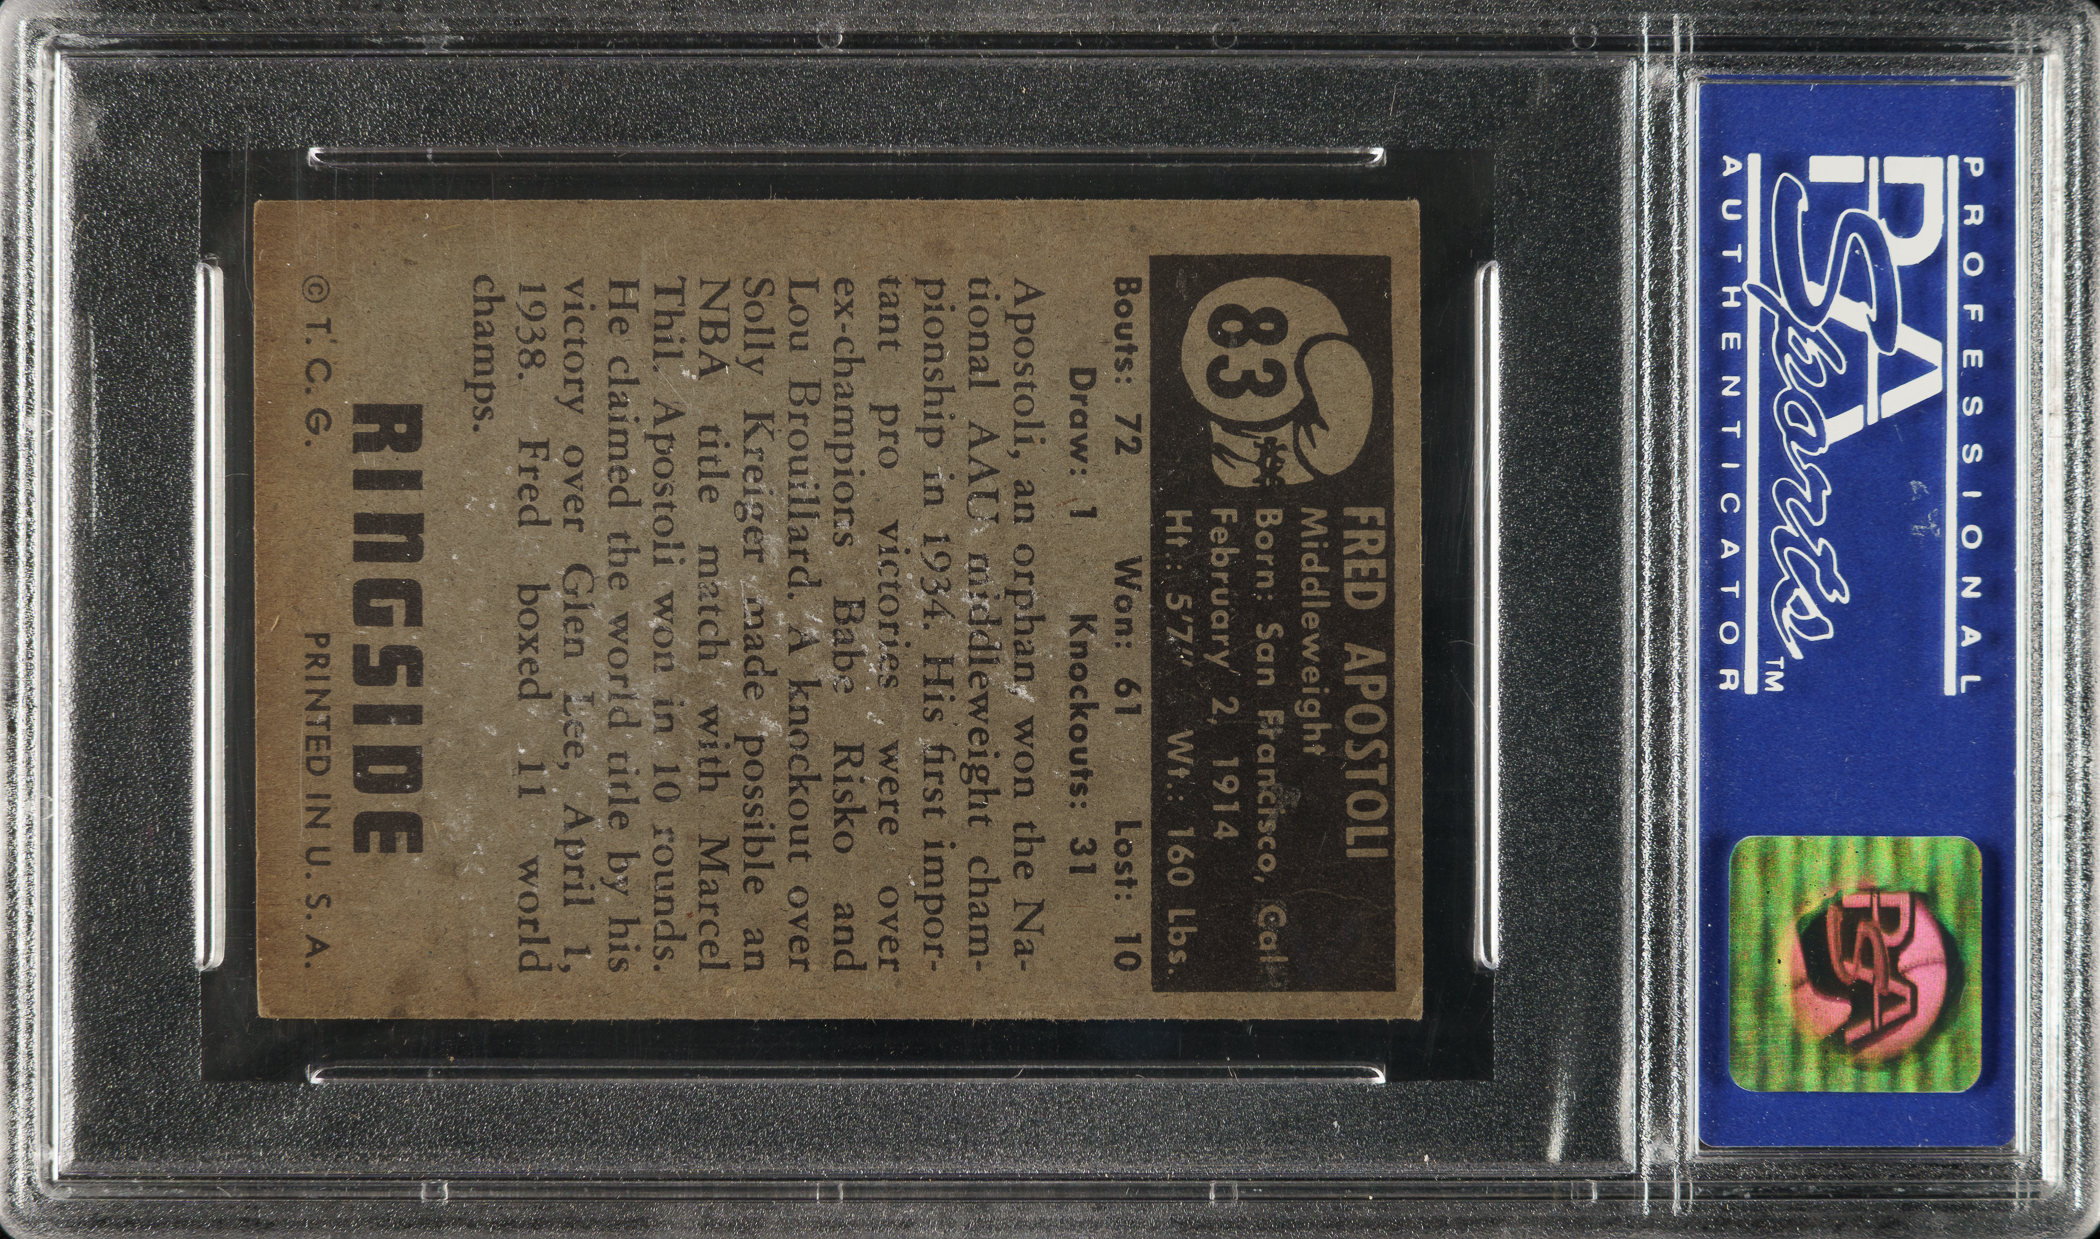 PROFESSIONAL
PSA
Sports™
AUTHENTICATOR
PSA
83
FRED APOSTOLI
Middleweight
Born: San Francisco, Cal.
February 2, 1914
Ht.: 5'7" Wt.: 160 Lbs.
Bouts: 72 Won: 61 Lost: 10
Draw: 1 Knockouts: 31
Apostoli, an orphan, won the Na-
tional AAU middleweight cham-
pionship in 1934. His first impor-
tant pro victories were over
ex-champions Babe Risko and
Lou Brouillard. A knockout over
Solly Kreiger made possible an
NBA title match with Marcel
Thil. Apostoli won in 10 rounds.
He claimed the world title by his
victory over Glen Lee, April 1,
1938. Fred boxed 11 world
champs.
RINGSIDE
© T. C. G. PRINTED IN U. S. A.